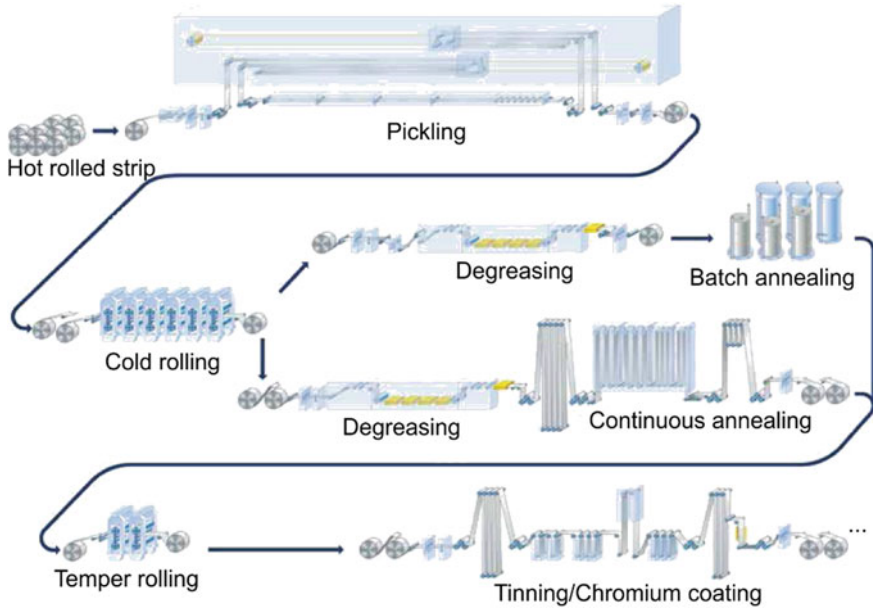 Pickling
Hot rolled strip
Degreasing
Batch annealing
Cold rolling
Degreasing
Continuous annealing
Temper rolling
Tinning/Chromium coating
...